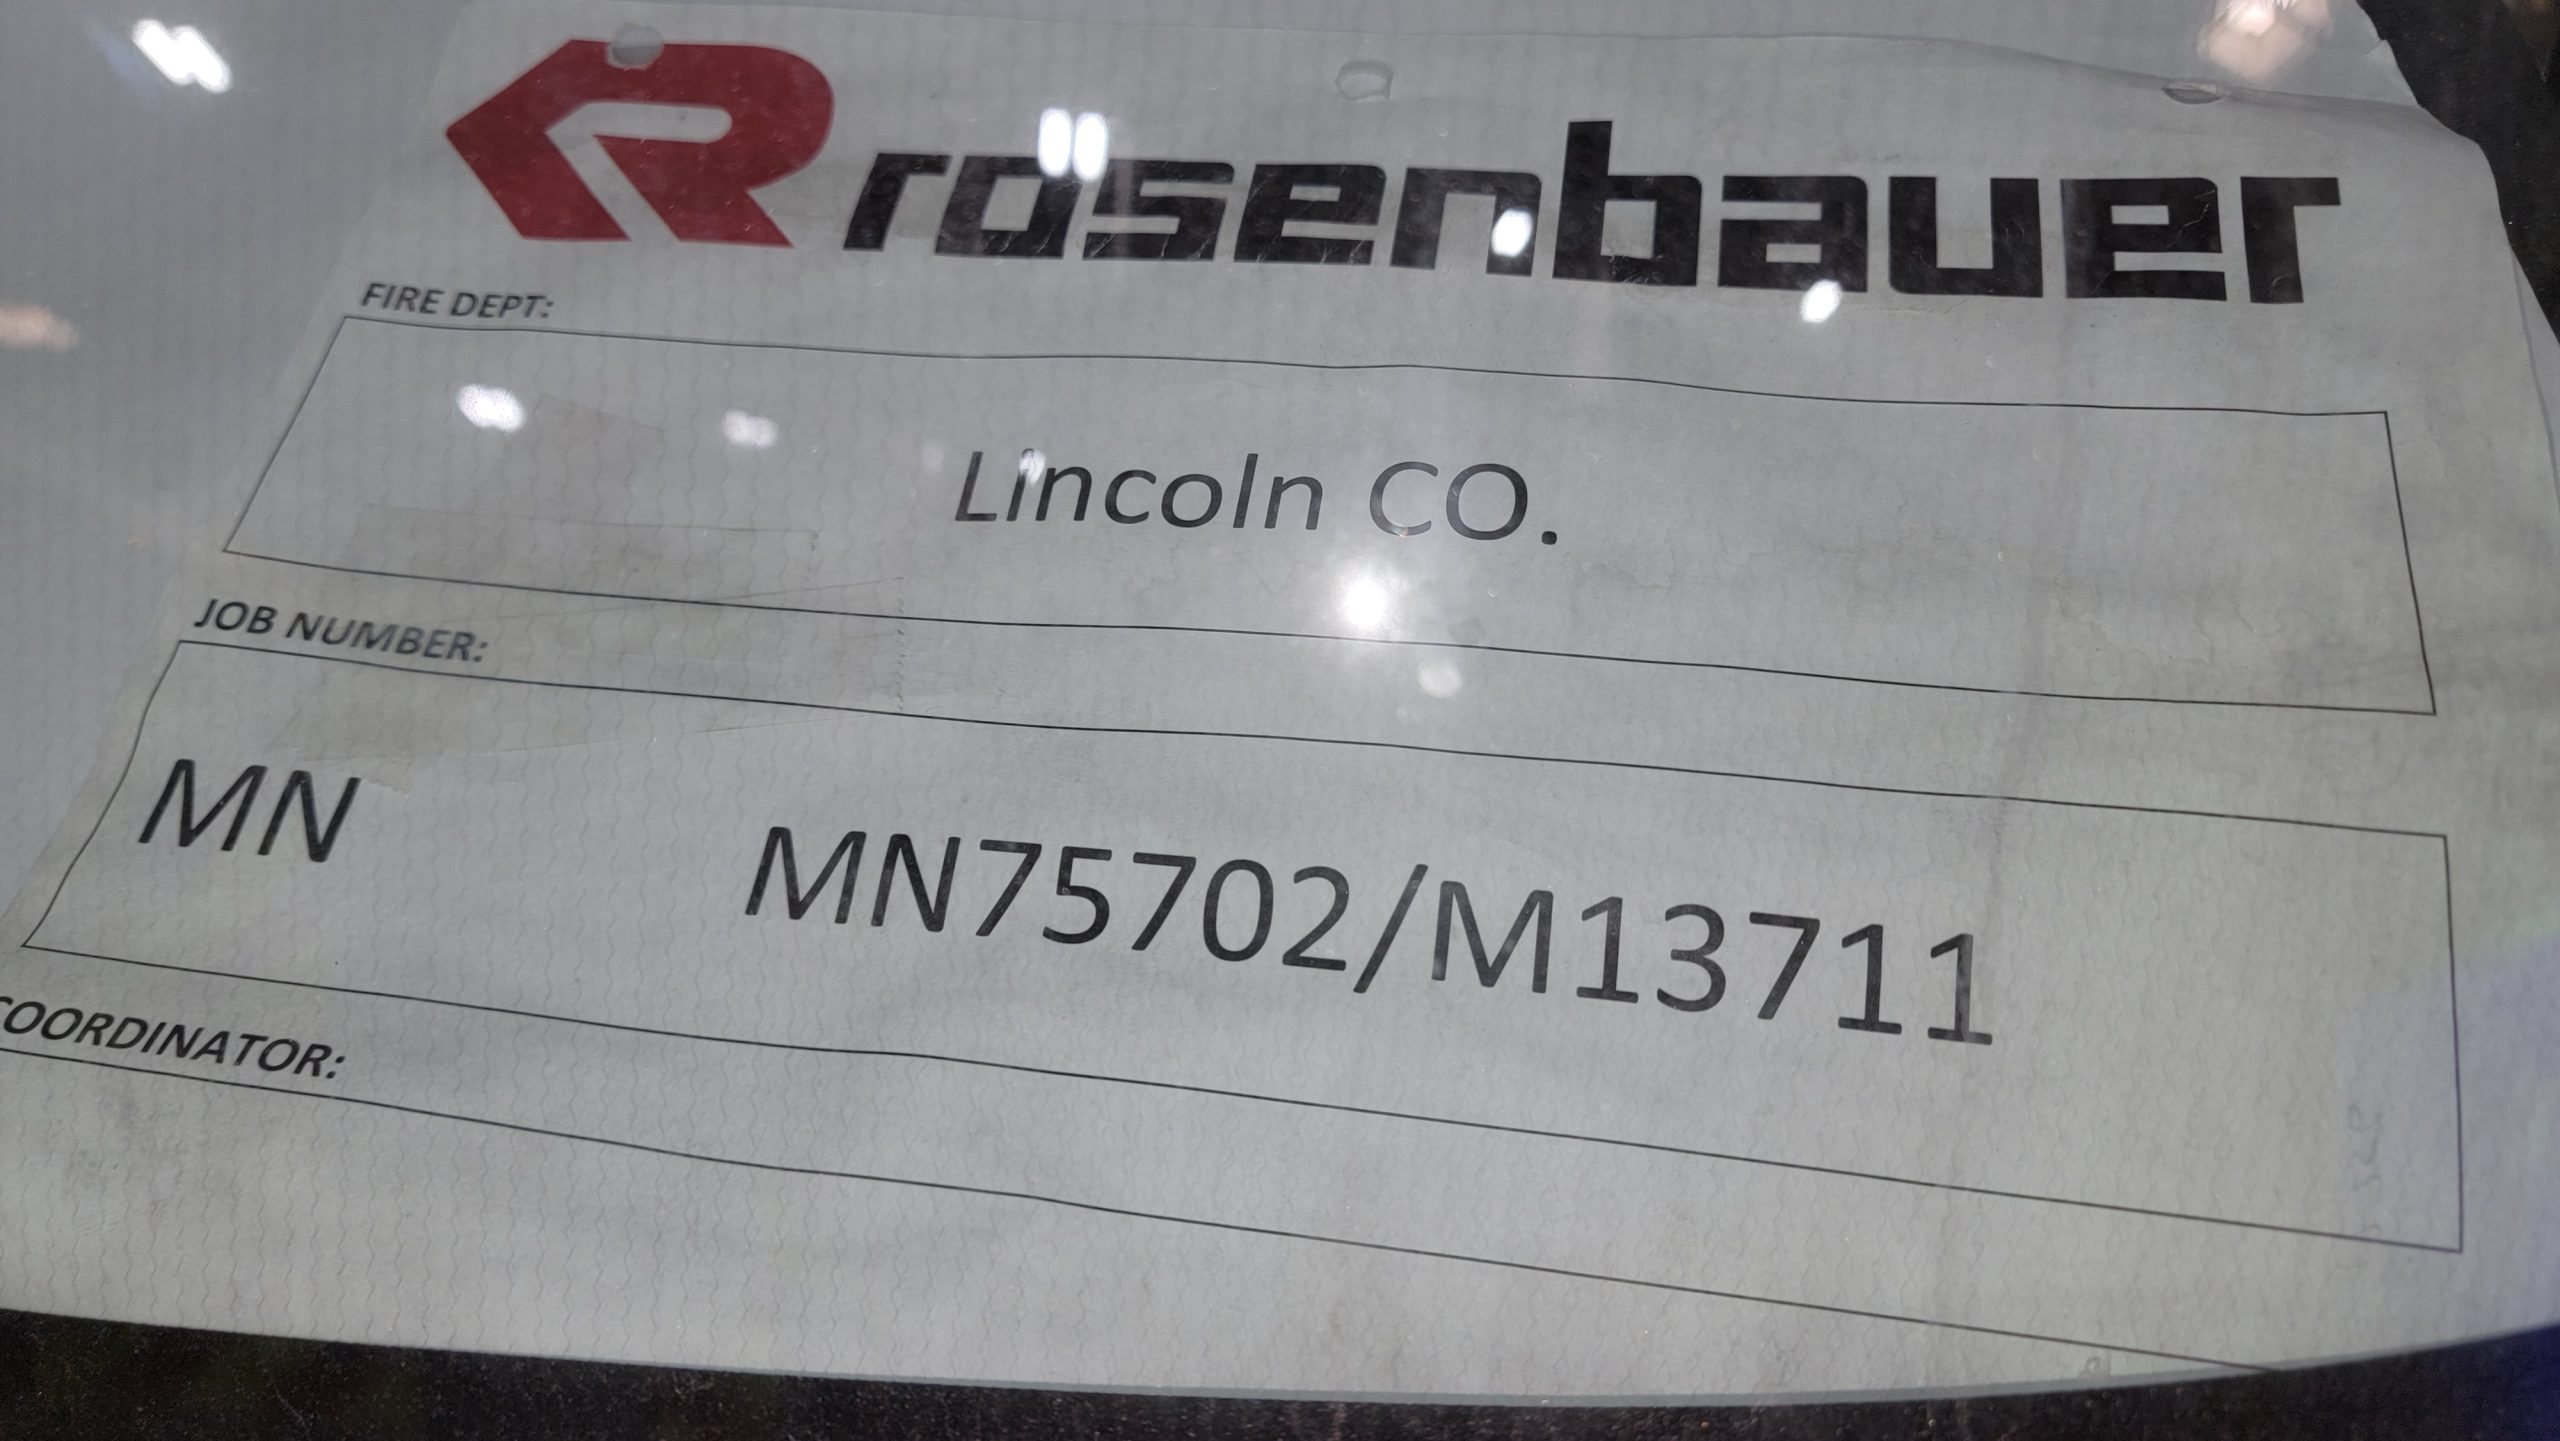 rosenbauer
FIRE DEPT:
Lincoln CO.
JOB NUMBER:
MN MN75702/M13711
COORDINATOR: